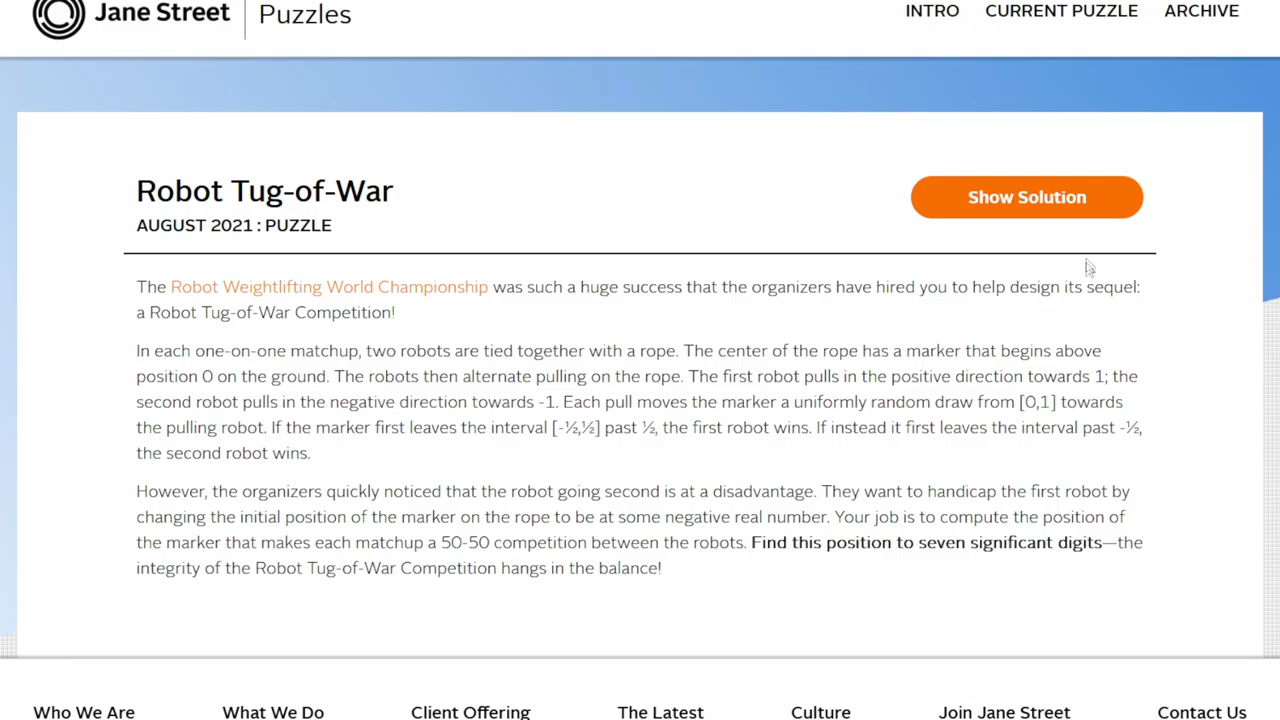 Jane Street Puzzles INTRO CURRENT PUZZLE ARCHIVE
Robot Tug-of-War
Show Solution
AUGUST 2021 : PUZZLE
The Robot Weightlifting World Championship was such a huge success that the organizers have hired you to help design its sequel:
a Robot Tug-of-War Competition!
In each one-on-one matchup, two robots are tied together with a rope. The center of the rope has a marker that begins above
position 0 on the ground. The robots then alternate pulling on the rope. The first robot pulls in the positive direction towards 1; the
second robot pulls in the negative direction towards -1. Each pull moves the marker a uniformly random draw from [0,1] towards
the pulling robot. If the marker first leaves the interval [-½,½] past ½, the first robot wins. If instead it first leaves the interval past -½,
the second robot wins.
However, the organizers quickly noticed that the robot going second is at a disadvantage. They want to handicap the first robot by
changing the initial position of the marker on the rope to be at some negative real number. Your job is to compute the position of
the marker that makes each matchup a 50-50 competition between the robots. Find this position to seven significant digits—the
integrity of the Robot Tug-of-War Competition hangs in the balance!
Who We Are What We Do Client Offering The Latest Culture Join Jane Street Contact Us